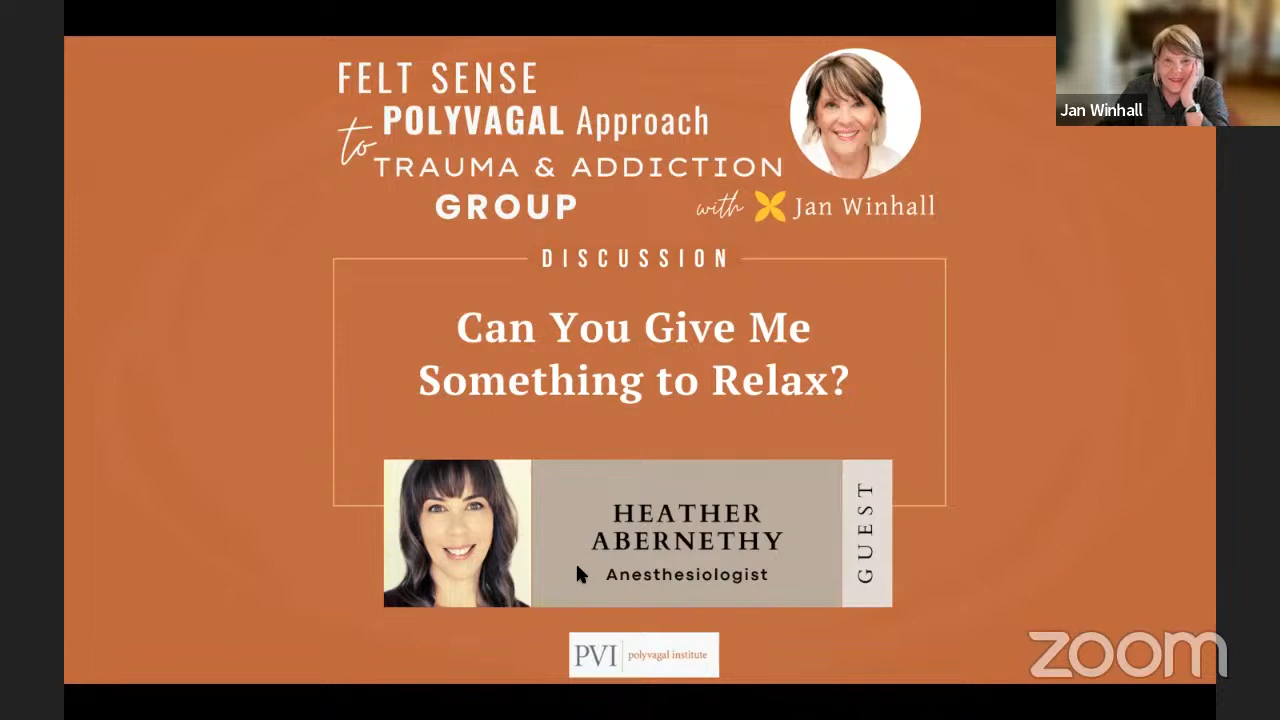 FELT SENSE
to POLYVAGAL Approach
TRAUMA & ADDICTION
GROUP
with Jan Winhall
Jan Winhall
DISCUSSION
Can You Give Me
Something to Relax?
HEATHER
ABERNETHY
Anesthesiologist
GUEST
PVI polyvagal institute
zoom